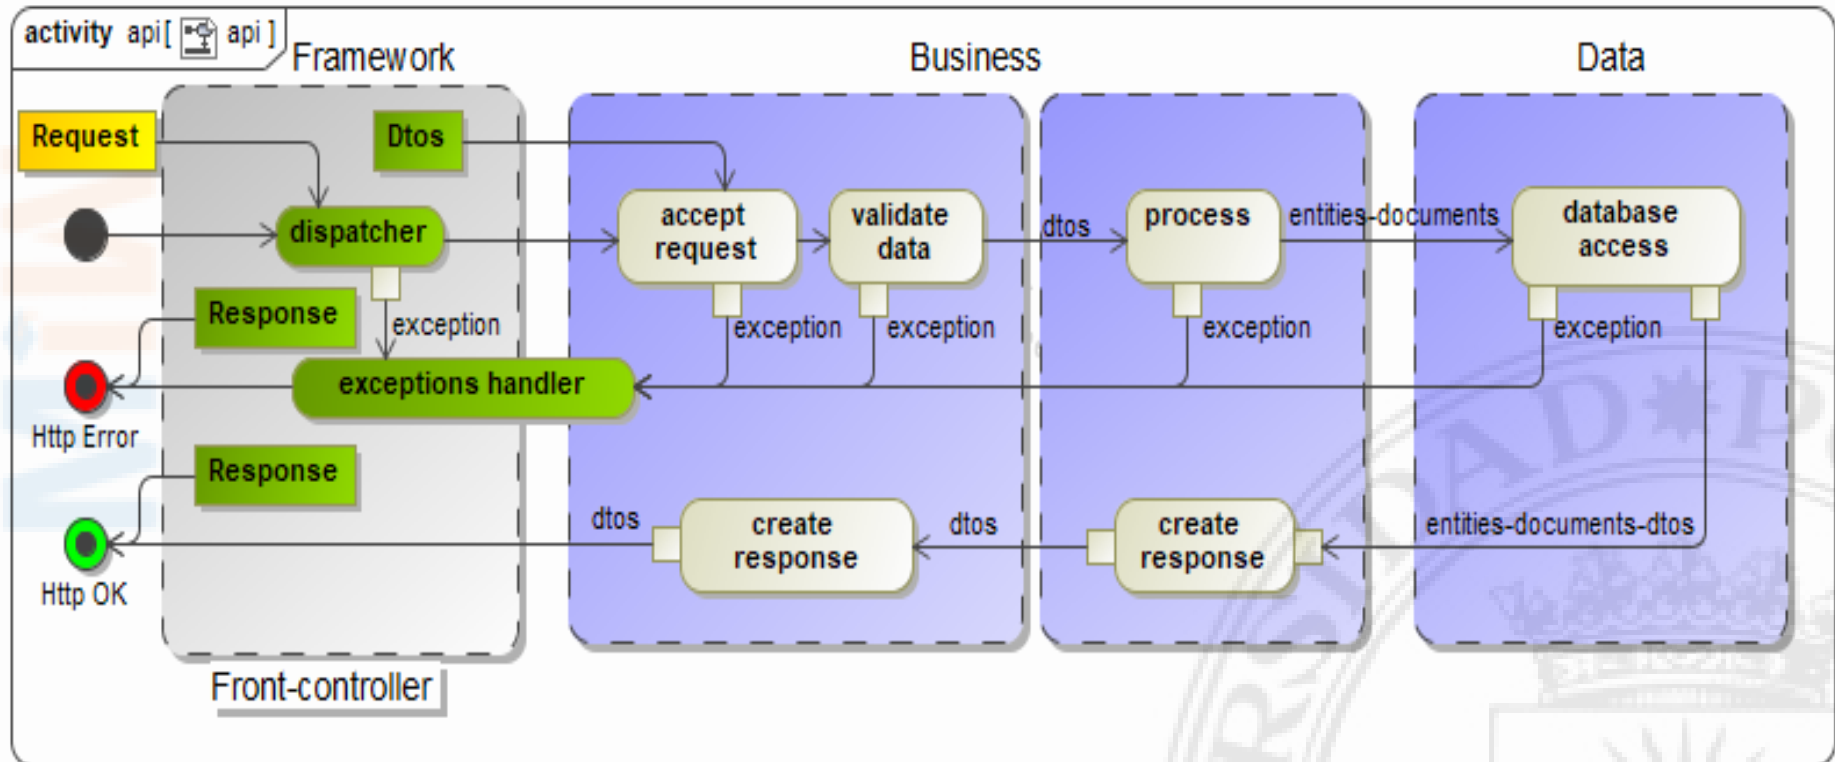 activity api[ api ]
Framework
Business
Data
Request
Dtos
dispatcher
accept
request
validate
data
dtos
process
entities-documents
database
access
Response
exception
exception
exception
exception
exception
exceptions handler
Http Error
Response
dtos
create
response
dtos
create
response
entities-documents-dtos
Http OK
Front-controller